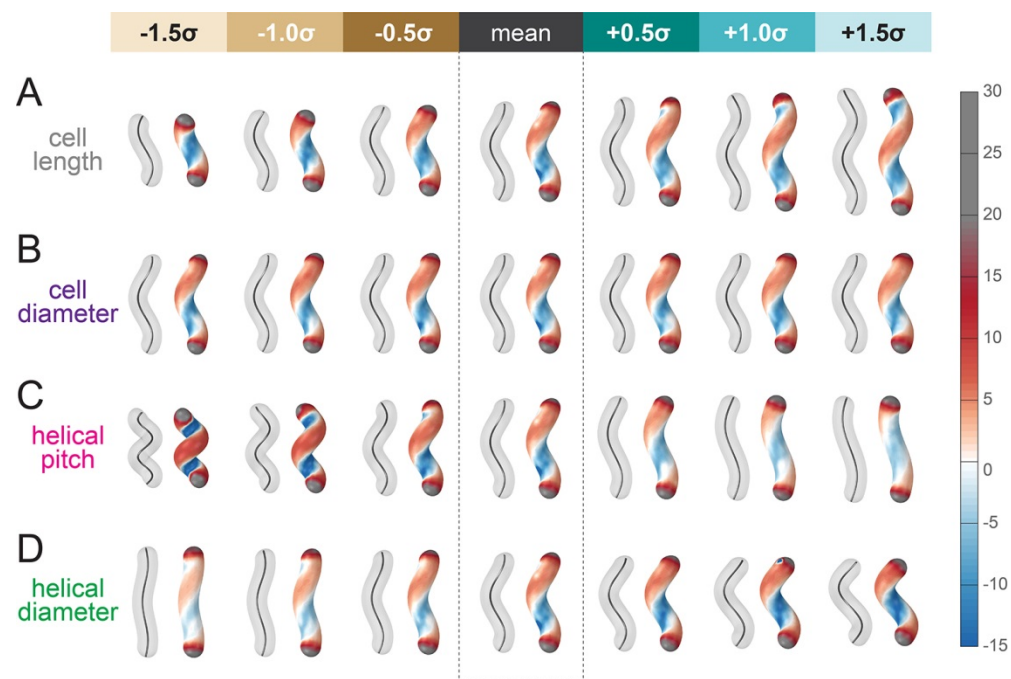 -1.5σ -1.0σ -0.5σ mean +0.5σ +1.0σ +1.5σ
A
cell
length
B
cell
diameter
C
helical
pitch
D
helical
diameter
30
25
20
15
10
5
0
-5
-10
-15